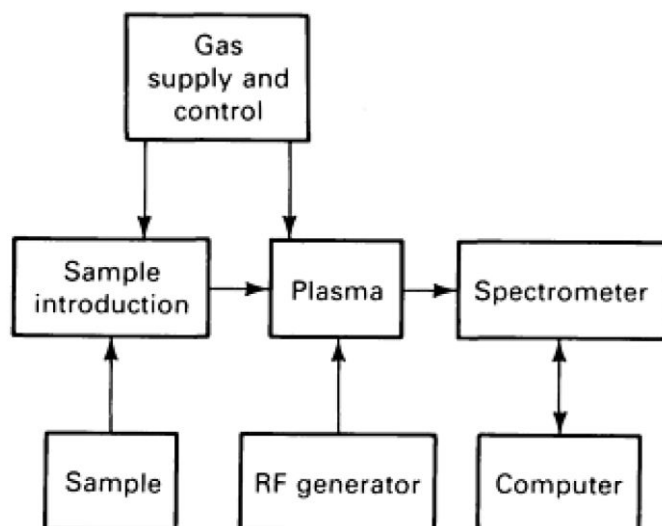 Gas
supply and
control
Sample
introduction
Plasma
Spectrometer
Sample
RF generator
Computer